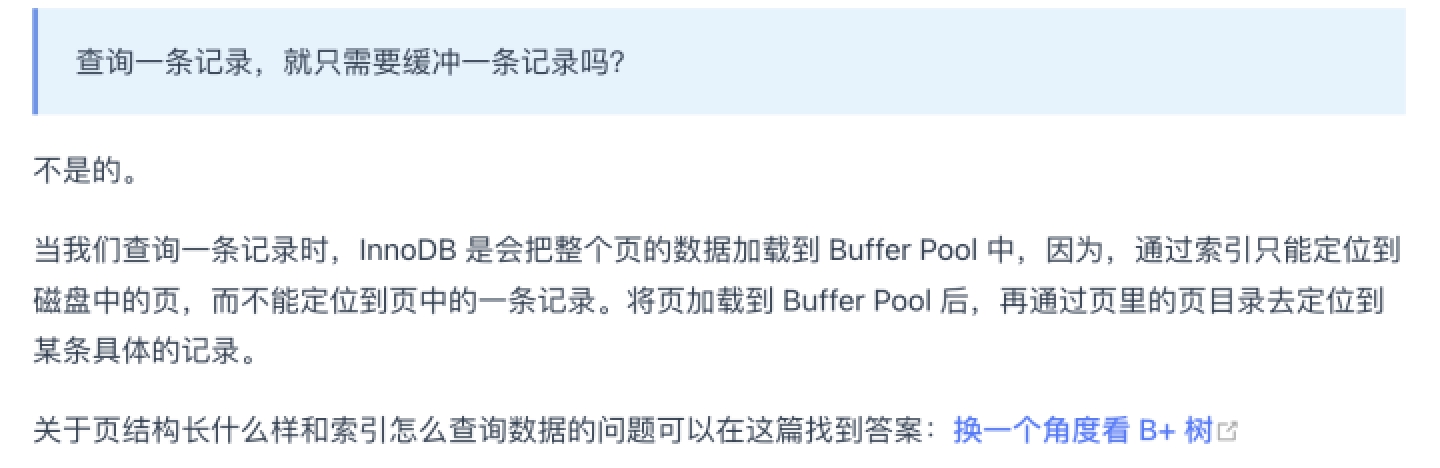 查询一条记录，就只需要缓冲一条记录吗？
不是的。
当我们查询一条记录时，InnoDB 是会把整个页的数据加载到 Buffer Pool 中，因为，通过索引只能定位到
磁盘中的页，而不能定位到页中的一条记录。将页加载到 Buffer Pool 后，再通过页里的页目录去定位到
某条具体的记录。
关于页结构长什么样和索引怎么查询数据的问题可以在这篇找到答案：换一个角度看 B+ 树